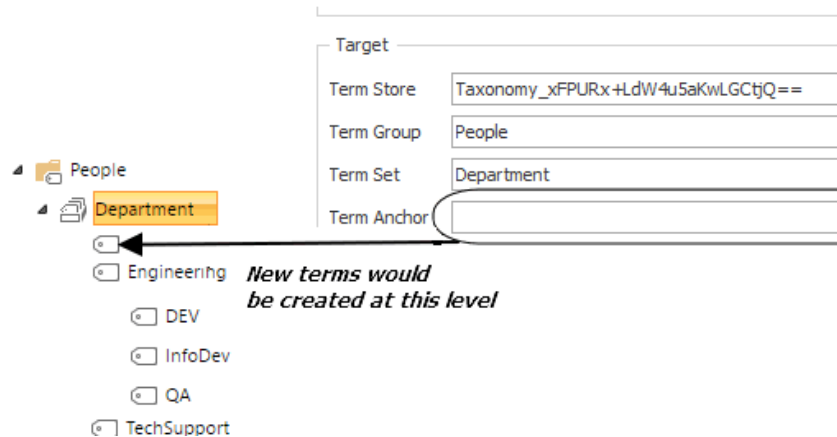 Target
Term Store Taxonomy_xFPURx+LdW4u5aKwLGCtjQ==
Term Group People
People
Term Set Department
Department
Term Anchor
Engineering New terms would
be created at this level
DEV
InfoDev
QA
TechSupport